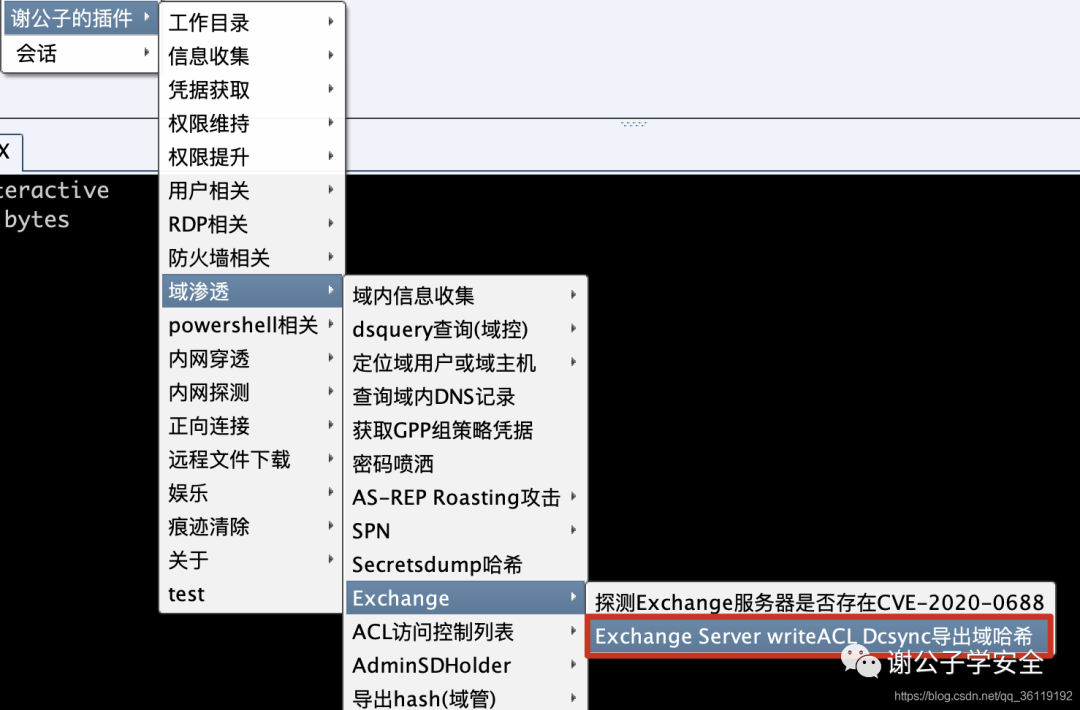 谢公子的插件
会话
X
teractive
bytes
工作目录
信息收集
凭据获取
权限维持
权限提升
用户相关
RDP相关
防火墙相关
域渗透
powershell相关
内网穿透
内网探测
正向连接
远程文件下载
娱乐
痕迹清除
关于
test
域内信息收集
dsquery查询(域控)
定位域用户或域主机
查询域内DNS记录
获取GPP组策略凭据
密码喷洒
AS-REP Roasting攻击
SPN
Secretsdump哈希
Exchange
ACL访问控制列表
AdminSDHolder
导出hash(域管)
探测Exchange服务器是否存在CVE-2020-0688
Exchange Server writeACL Dcsync导出域哈希
谢公子学安全
https://blog.csdn.net/qq_36119192